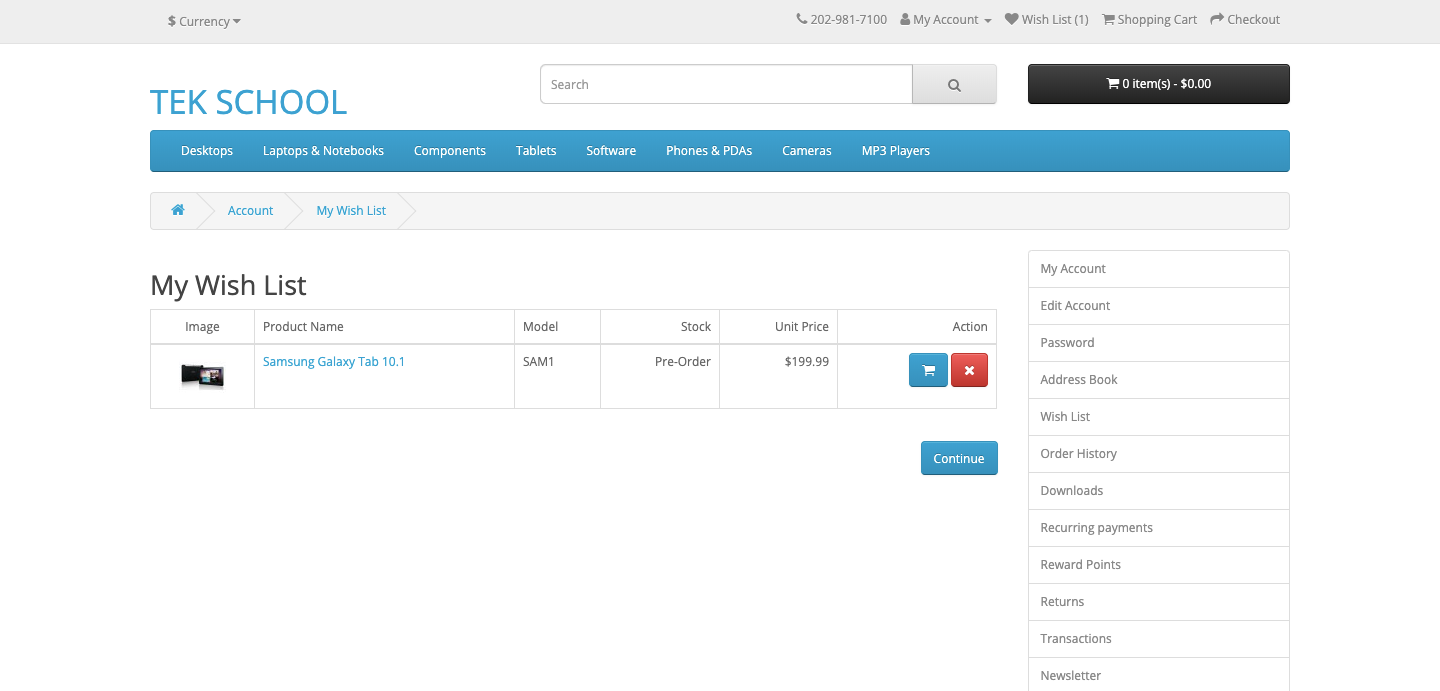 $ Currency
202-981-7100 My Account Wish List (1) Shopping Cart Checkout
TEK SCHOOL
Search
0 item(s) - $0.00
Desktops Laptops & Notebooks Components Tablets Software Phones & PDAs Cameras MP3 Players
Account My Wish List
My Wish List
Image Product Name Model Stock Unit Price Action
Samsung Galaxy Tab 10.1 SAM1 Pre-Order $199.99
Continue
My Account
Edit Account
Password
Address Book
Wish List
Order History
Downloads
Recurring payments
Reward Points
Returns
Transactions
Newsletter